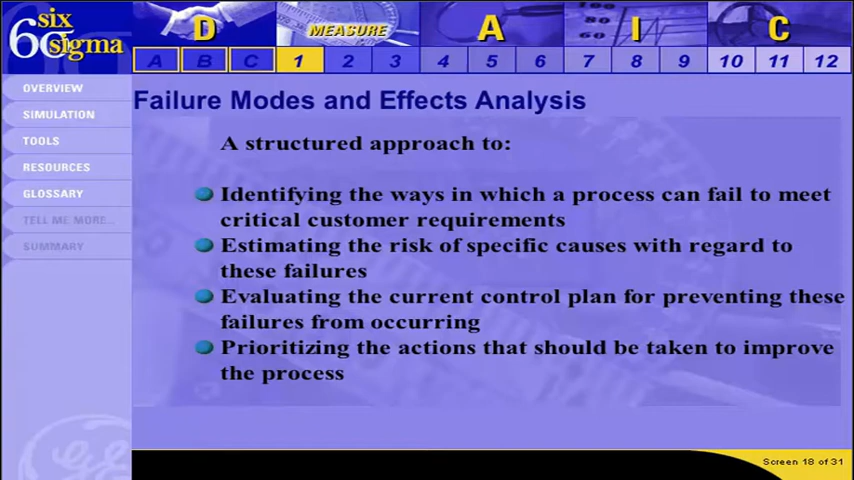 six
6σ sigma
D
MEASURE
A
I
C
100
80
60
A B C 1 2 3 4 5 6 7 8 9 10 11 12
OVERVIEW
SIMULATION
TOOLS
RESOURCES
GLOSSARY
TELL ME MORE..
SUMMARY
Failure Modes and Effects Analysis
A structured approach to:
Identifying the ways in which a process can fail to meet
critical customer requirements
Estimating the risk of specific causes with regard to
these failures
Evaluating the current control plan for preventing these
failures from occurring
Prioritizing the actions that should be taken to improve
the process
Screen 18 of 31